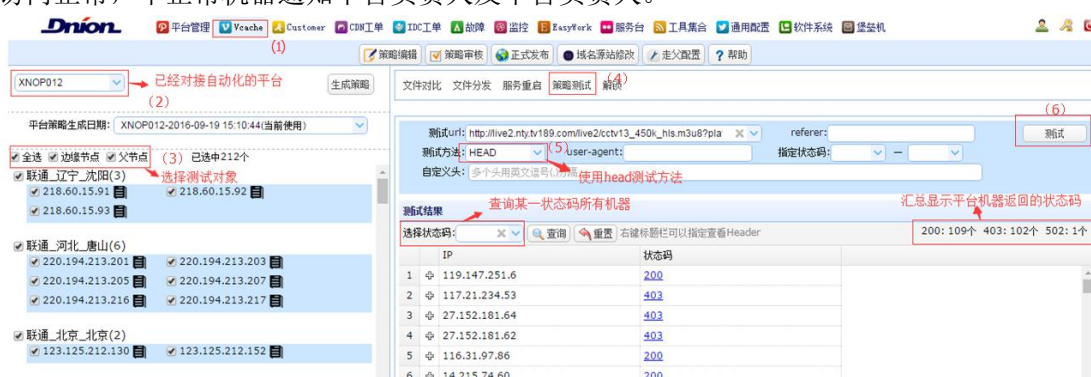 访问正常，不正常机器通知平台负责人及平台负责人。
Dnion 平台管理 Vcache Customer CDN工单 IDC工单 故障 监控 EasyWork 服务台 工具集合 通用配置 软件系统 堡垒机
(1)
策略编辑 策略审核 正式发布 域名源站修改 走父配置 ? 帮助
XNOP012 已经对接自动化的平台 生成策略
(2)
文件对比 文件分发 服务重启 策略测试 解锁 (4)
平台策略生成日期: XNOP012-2016-09-19 15:10:44(当前使用)
(6)
测试url: http://live2.nty.tv189.com/live2/cctv13_450k_hls.m3u8?pla referer: 测试
测试方法: HEAD (5) user-agent: 指定状态码: —
自定义头: 多个头用英文逗号(,)分隔 使用head测试方法
全选 边缘节点 父节点 (3) 已选中212个
选择测试对象
联通_辽宁_沈阳(3)
218.60.15.91 218.60.15.92
218.60.15.93
联通_河北_唐山(6)
220.194.213.201 220.194.213.203
220.194.213.205 220.194.213.207
220.194.213.216 220.194.213.217
联通_北京_北京(2)
123.125.212.130 123.125.212.152
测试结果 查询某一状态码所有机器 汇总显示平台机器返回的状态码
选择状态码: 查询 重置 右键标题栏可以指定查看Header 200: 109个 403: 102个 502: 1个
IP 状态码
1 119.147.251.6 200
2 117.21.234.53 403
3 27.152.181.64 403
4 27.152.181.62 403
5 116.31.97.86 200
6 14.215.74.60 200